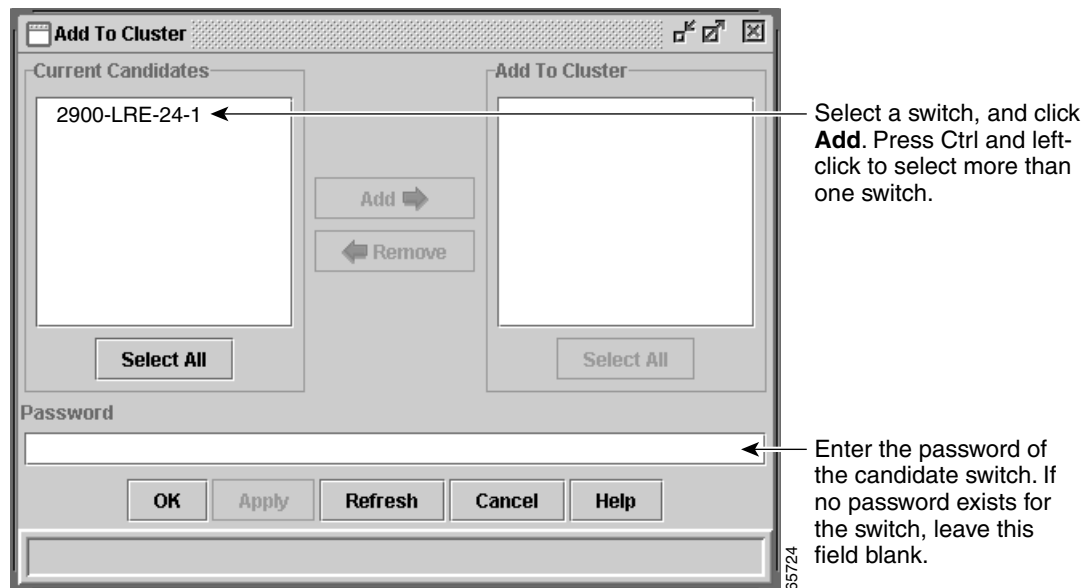 Add To Cluster
Current Candidates
Add To Cluster
2900-LRE-24-1
Select a switch, and click
Add. Press Ctrl and left-
click to select more than
one switch.
Add
Remove
Select All
Select All
Password
Enter the password of
the candidate switch. If
no password exists for
the switch, leave this
field blank.
OK
Apply
Refresh
Cancel
Help
65724